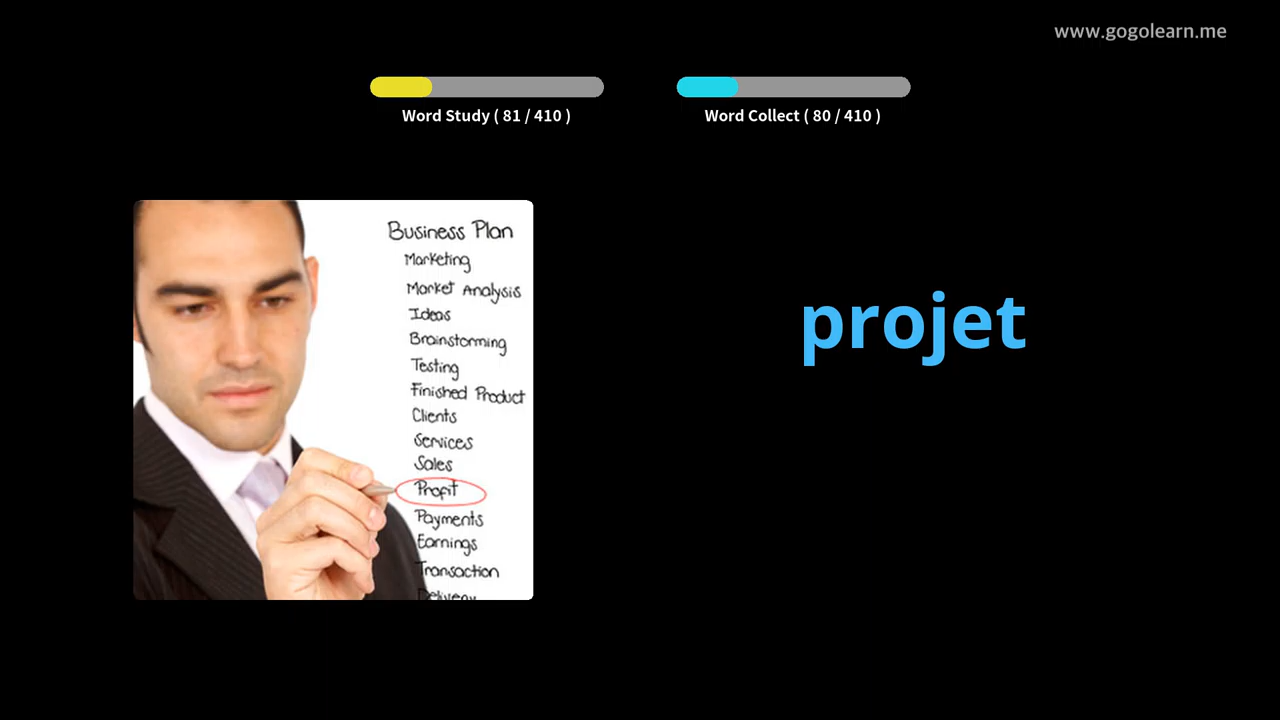 www.gogolearn.me
Word Study ( 81 / 410 )
Word Collect ( 80 / 410 )
Business Plan
Marketing
Market Analysis
Ideas
Brainstorming
Testing
Finished Product
Clients
Services
Sales
Profit
Payments
Earnings
Transaction
Delivery
projet